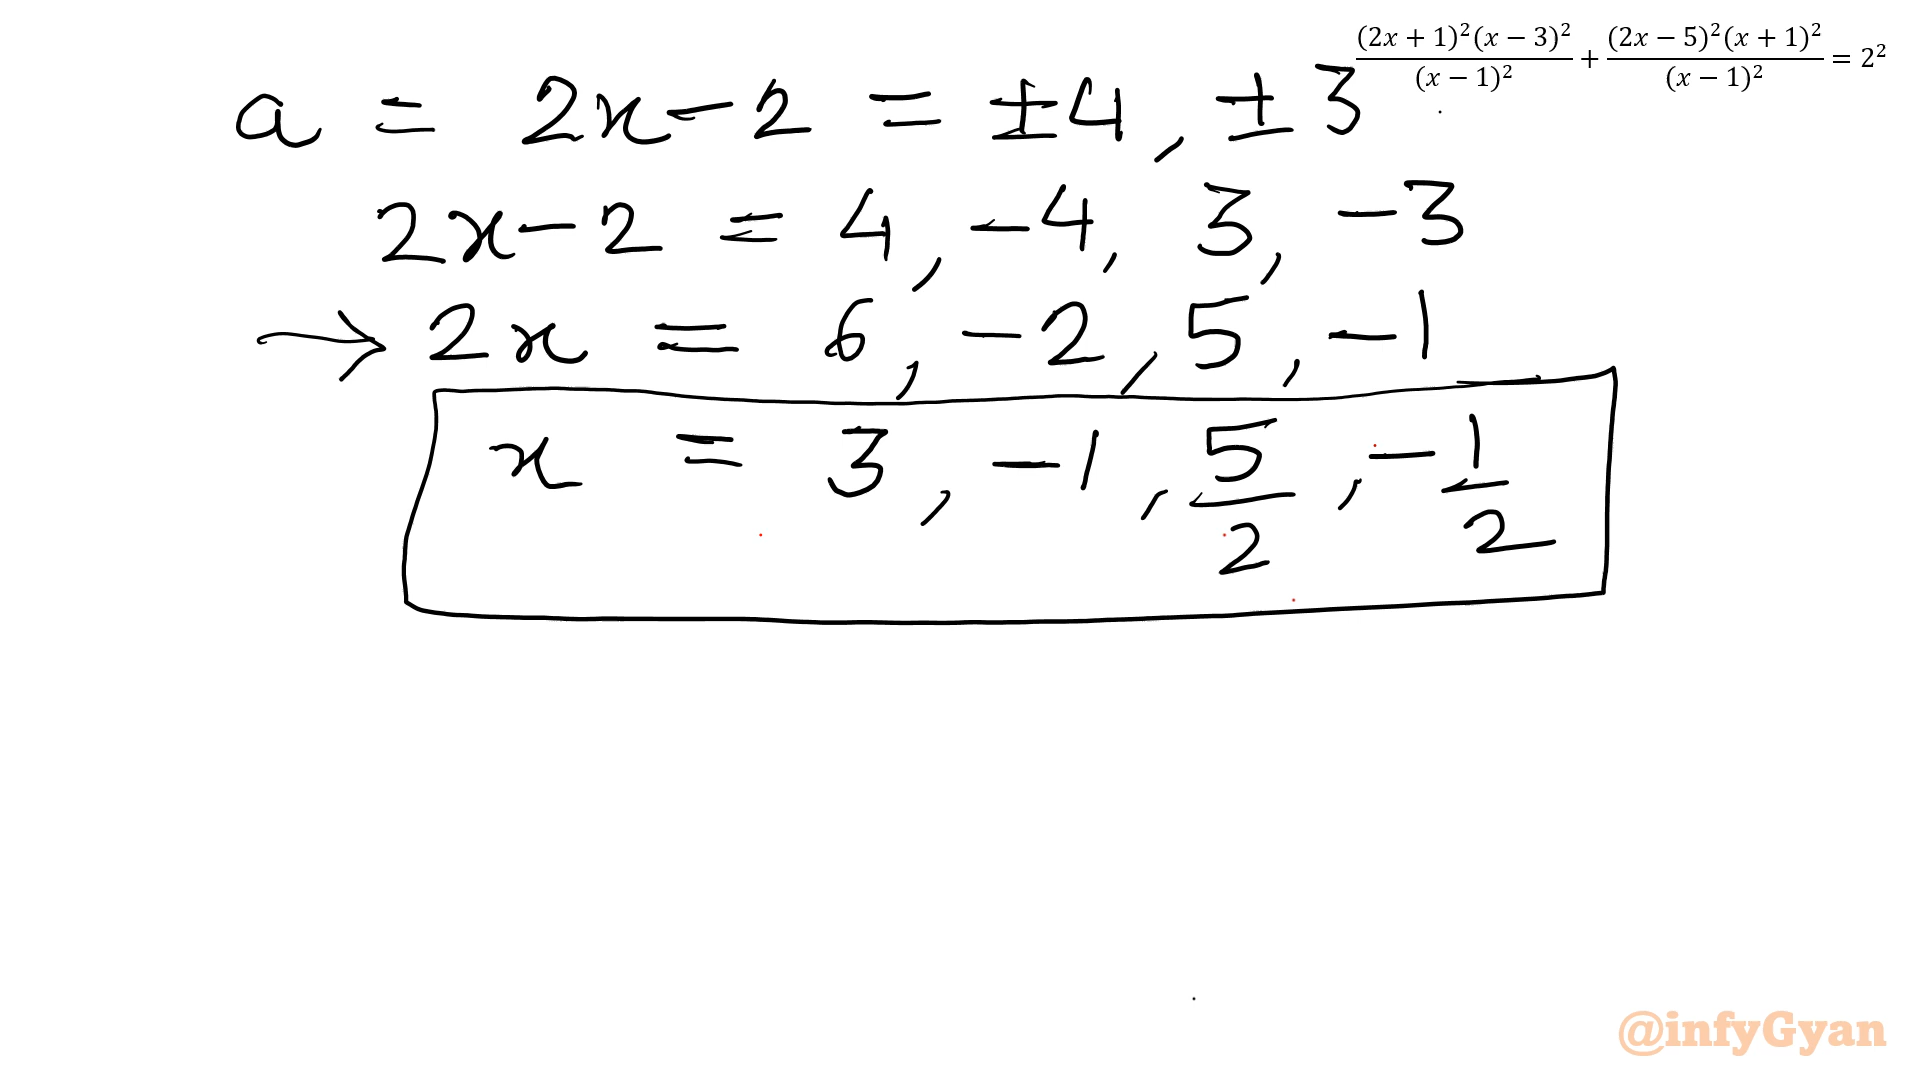 (2x + 1)²(x − 3)²/(x − 1)² + (2x − 5)²(x + 1)²/(x − 1)² = 2²
a = 2x − 2 = ±4, ±3
2x − 2 = 4, −4, 3, −3
→ 2x = 6, −2, 5, −1
x = 3, −1, 5/2, −1/2
@infyGyan